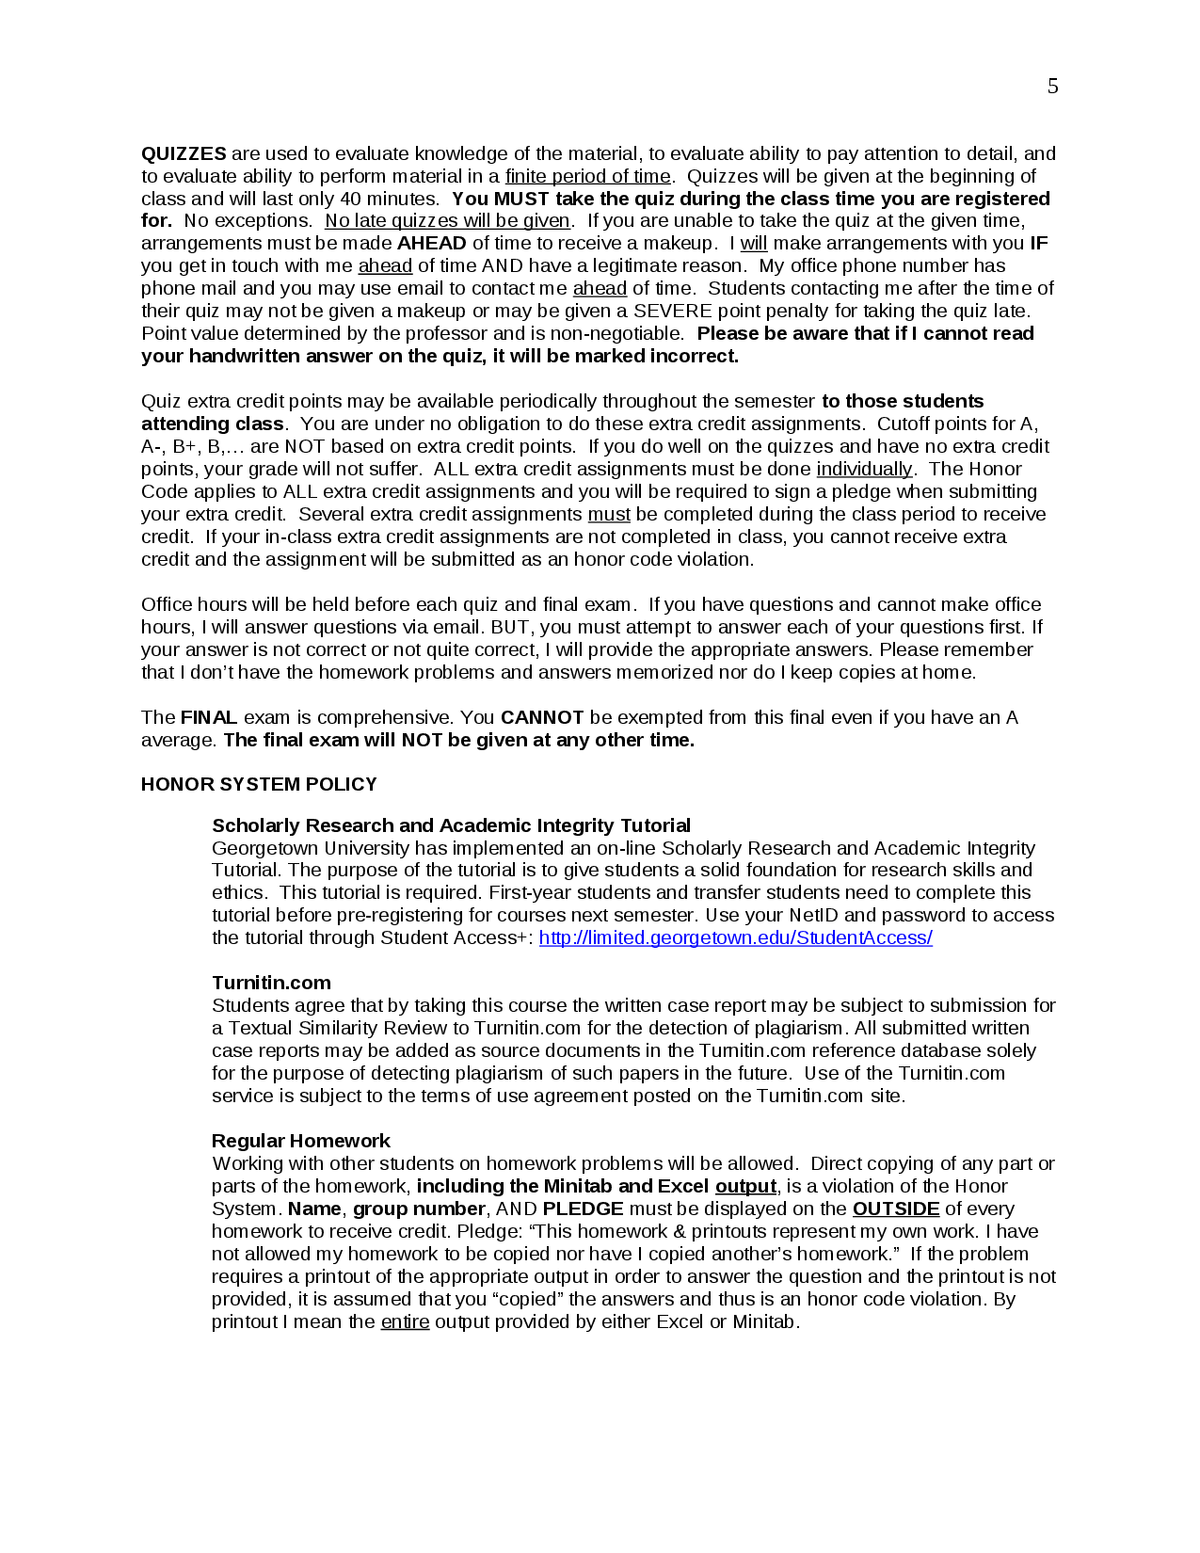 5
QUIZZES are used to evaluate knowledge of the material, to evaluate ability to pay attention to detail, and
to evaluate ability to perform material in a finite period of time.  Quizzes will be given at the beginning of
class and will last only 40 minutes.  You MUST take the quiz during the class time you are registered
for.  No exceptions.  No late quizzes will be given.  If you are unable to take the quiz at the given time,
arrangements must be made AHEAD of time to receive a makeup.  I will make arrangements with you IF
you get in touch with me ahead of time AND have a legitimate reason.  My office phone number has
phone mail and you may use email to contact me ahead of time.  Students contacting me after the time of
their quiz may not be given a makeup or may be given a SEVERE point penalty for taking the quiz late.
Point value determined by the professor and is non-negotiable.  Please be aware that if I cannot read
your handwritten answer on the quiz, it will be marked incorrect.
Quiz extra credit points may be available periodically throughout the semester to those students
attending class.  You are under no obligation to do these extra credit assignments.  Cutoff points for A,
A-, B+, B,… are NOT based on extra credit points.  If you do well on the quizzes and have no extra credit
points, your grade will not suffer.  ALL extra credit assignments must be done individually.  The Honor
Code applies to ALL extra credit assignments and you will be required to sign a pledge when submitting
your extra credit.  Several extra credit assignments must be completed during the class period to receive
credit.  If your in-class extra credit assignments are not completed in class, you cannot receive extra
credit and the assignment will be submitted as an honor code violation.
Office hours will be held before each quiz and final exam.  If you have questions and cannot make office
hours, I will answer questions via email. BUT, you must attempt to answer each of your questions first. If
your answer is not correct or not quite correct, I will provide the appropriate answers. Please remember
that I don’t have the homework problems and answers memorized nor do I keep copies at home.
The FINAL exam is comprehensive. You CANNOT be exempted from this final even if you have an A
average. The final exam will NOT be given at any other time.
HONOR SYSTEM POLICY
Scholarly Research and Academic Integrity Tutorial
Georgetown University has implemented an on-line Scholarly Research and Academic Integrity
Tutorial. The purpose of the tutorial is to give students a solid foundation for research skills and
ethics.  This tutorial is required. First-year students and transfer students need to complete this
tutorial before pre-registering for courses next semester. Use your NetID and password to access
the tutorial through Student Access+: http://limited.georgetown.edu/StudentAccess/
Turnitin.com
Students agree that by taking this course the written case report may be subject to submission for
a Textual Similarity Review to Turnitin.com for the detection of plagiarism. All submitted written
case reports may be added as source documents in the Turnitin.com reference database solely
for the purpose of detecting plagiarism of such papers in the future.  Use of the Turnitin.com
service is subject to the terms of use agreement posted on the Turnitin.com site.
Regular Homework
Working with other students on homework problems will be allowed.  Direct copying of any part or
parts of the homework, including the Minitab and Excel output, is a violation of the Honor
System. Name, group number, AND PLEDGE must be displayed on the OUTSIDE of every
homework to receive credit. Pledge: “This homework & printouts represent my own work. I have
not allowed my homework to be copied nor have I copied another’s homework.”  If the problem
requires a printout of the appropriate output in order to answer the question and the printout is not
provided, it is assumed that you “copied” the answers and thus is an honor code violation. By
printout I mean the entire output provided by either Excel or Minitab.